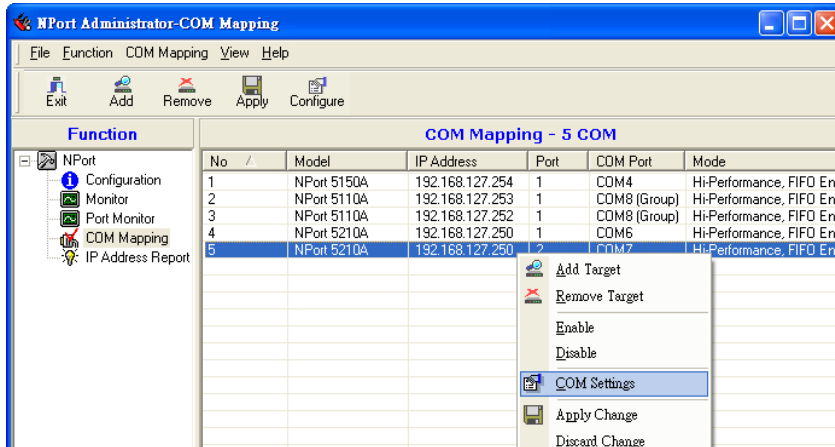 NPort Administrator-COM Mapping
File Function COM Mapping View Help
Exit Add Remove Apply Configure
Function
COM Mapping - 5 COM
NPort
Configuration
Monitor
Port Monitor
COM Mapping
IP Address Report
No Model IP Address Port COM Port Mode
1 NPort 5150A 192.168.127.254 1 COM4 Hi-Performance, FIFO En
2 NPort 5110A 192.168.127.253 1 COM8 (Group) Hi-Performance, FIFO En
3 NPort 5110A 192.168.127.252 1 COM8 (Group) Hi-Performance, FIFO En
4 NPort 5210A 192.168.127.250 1 COM6 Hi-Performance, FIFO En
5 NPort 5210A 192.168.127.250 2 COM7 Hi-Performance, FIFO En
Add Target
Remove Target
Enable
Disable
COM Settings
Apply Change
Discard Change